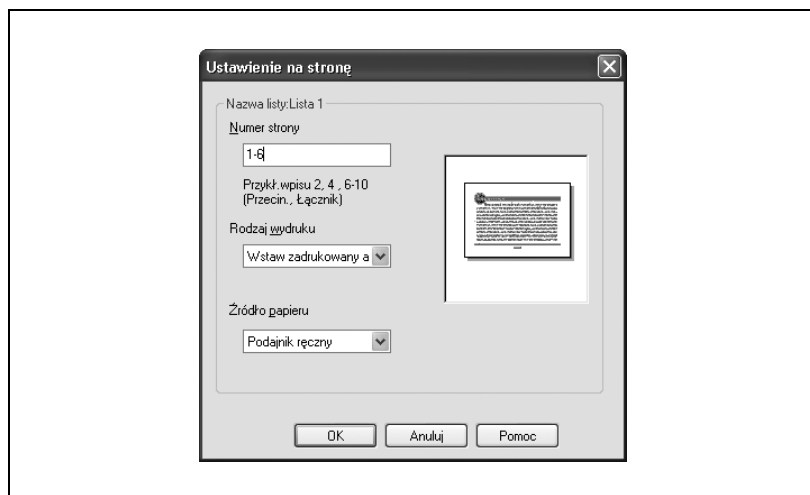 Ustawienie na stronę
Nazwa listy:Lista 1
Numer strony
1-6
Przykł.wpisu 2, 4 , 6-10
(Przecin., Łącznik)
Rodzaj wydruku
Wstaw zadrukowany a
Źródło papieru
Podajnik ręczny
OK Anuluj Pomoc